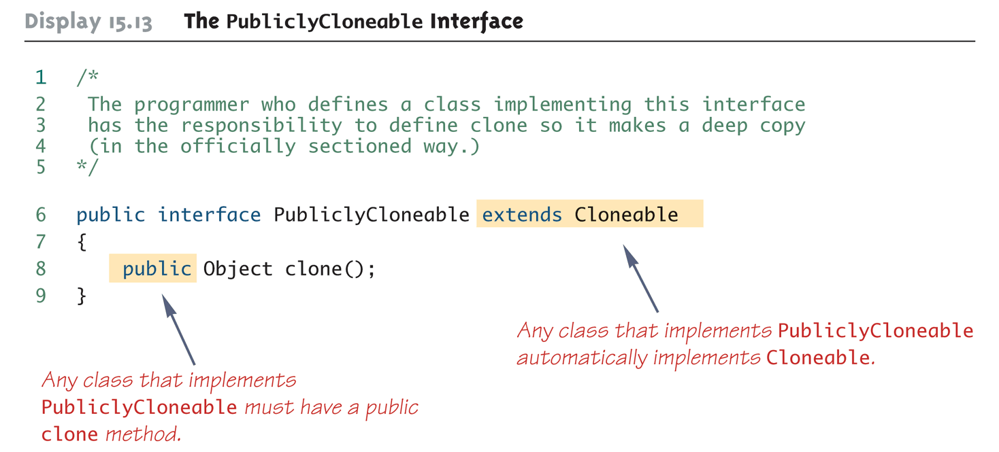 Display 15.13 The PubliclyCloneable Interface
1 /*
2 The programmer who defines a class implementing this interface
3 has the responsibility to define clone so it makes a deep copy
4 (in the officially sectioned way.)
5 */
6 public interface PubliclyCloneable extends Cloneable
7 {
8 public Object clone();
9 }
Any class that implements PubliclyCloneable
automatically implements Cloneable.
Any class that implements
PubliclyCloneable must have a public
clone method.